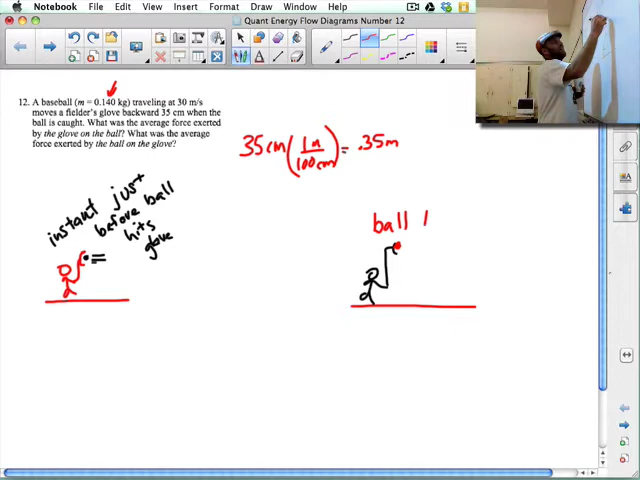 Notebook File Edit View Insert Format Draw Window Help
Quant Energy Flow Diagrams Number 12
12. A baseball (m = 0.140 kg) traveling at 30 m/s
moves a fielder's glove backward 35 cm when the
ball is caught. What was the average force exerted
by the glove on the ball? What was the average
force exerted by the ball on the glove?
35 cm (1m/100cm) = .35m
instant just
before ball
hits
glove
ball